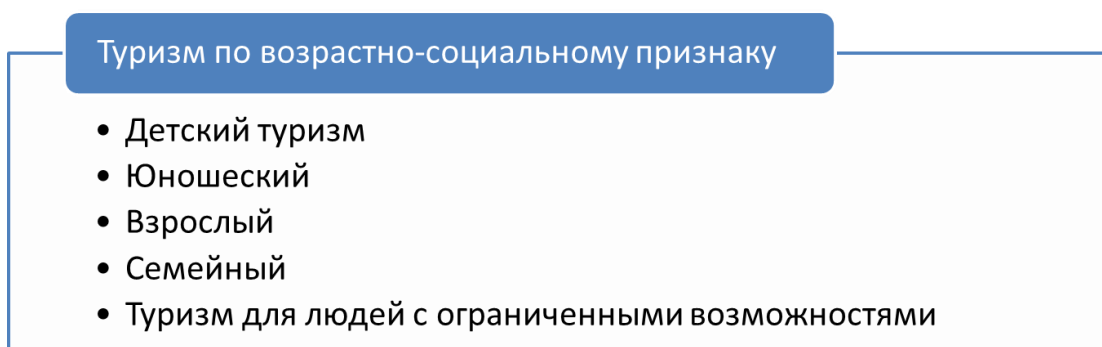 Туризм по возрастно-социальному признаку
• Детский туризм
• Юношеский
• Взрослый
• Семейный
• Туризм для людей с ограниченными возможностями